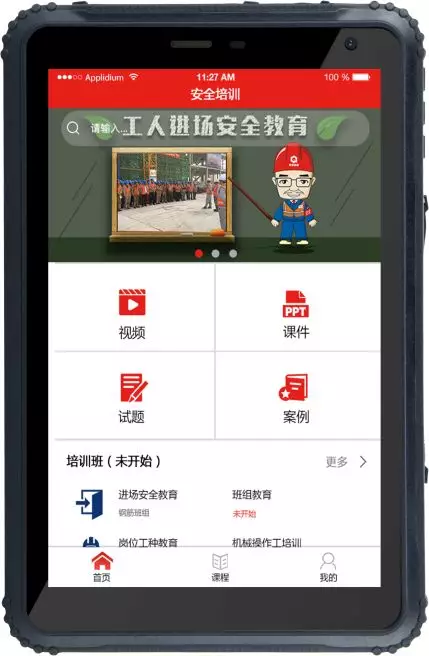 Applidium 11:27 AM 100 %
安全培训
请输入... 工人进场安全教育
视频 课件
PPT
试题 案例
培训班（未开始） 更多
进场安全教育 班组教育
钢筋班组 未开始
岗位工种教育 机械操作工培训
首页 课程 我的